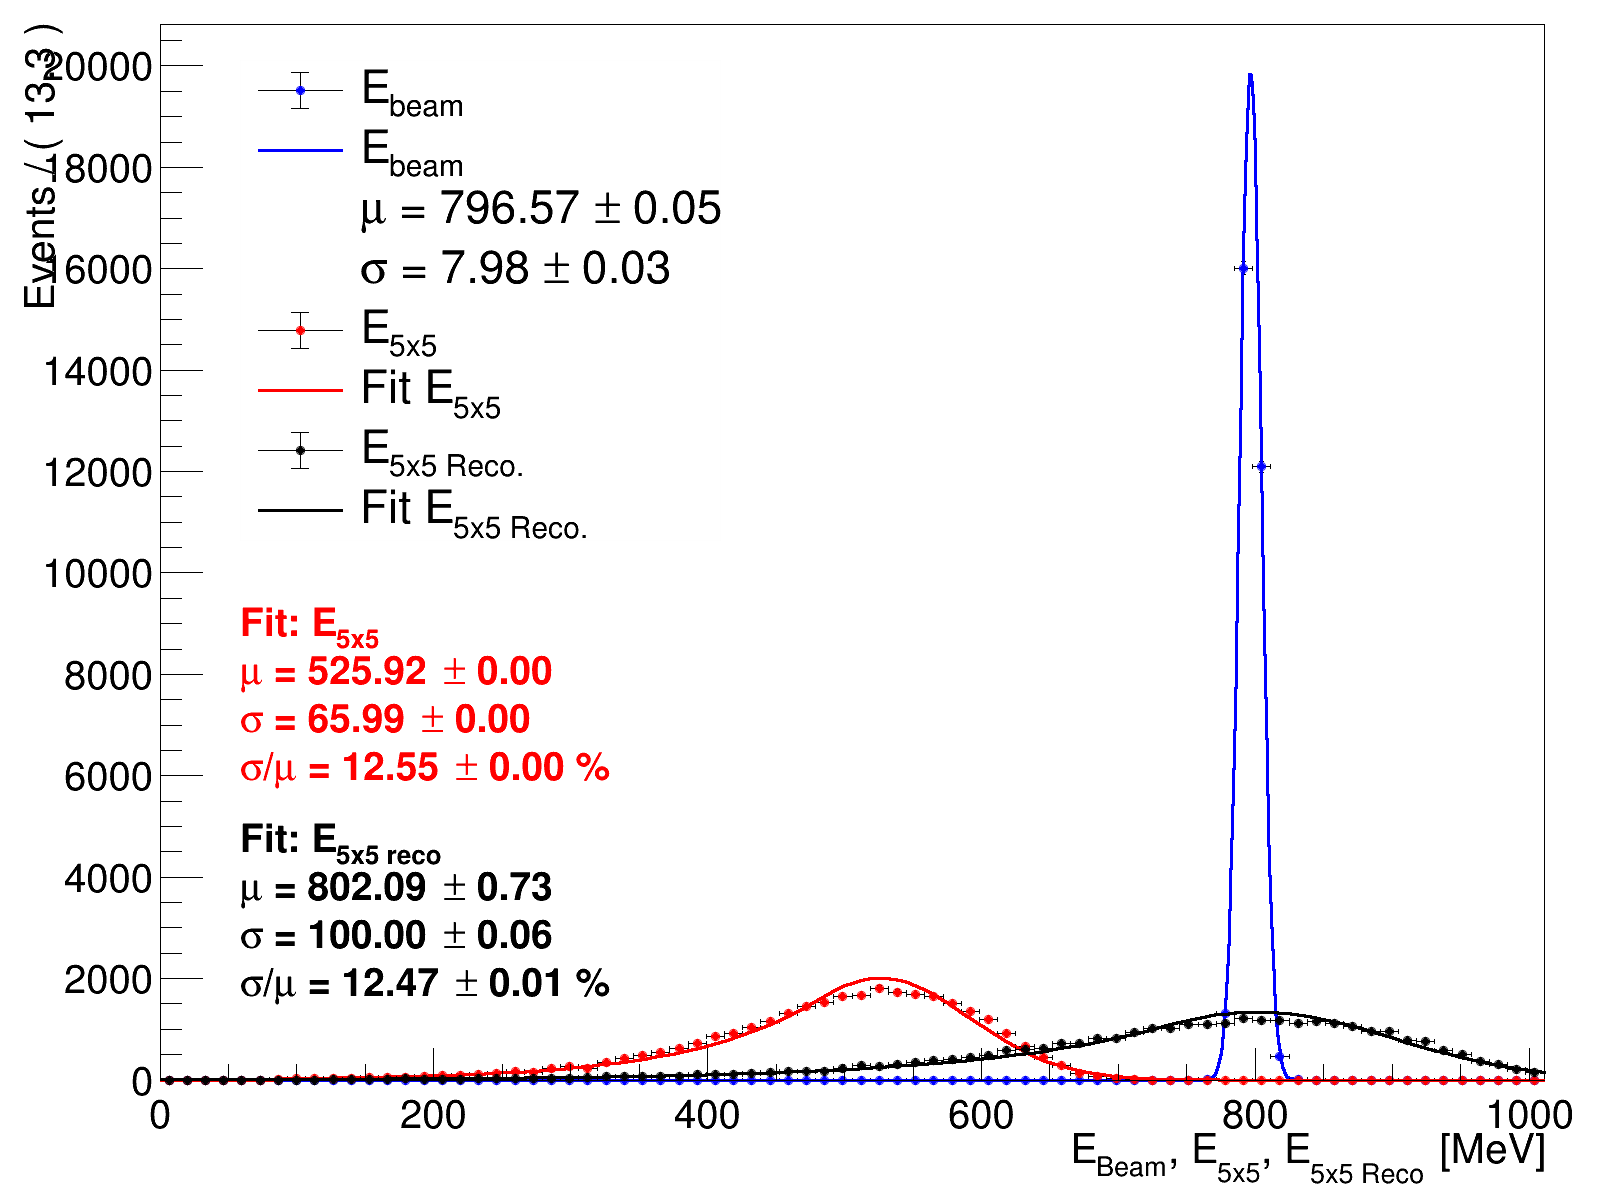 Events / ( 13.3 )
20000
18000
16000
14000
12000
10000
8000
6000
4000
2000
0
E_beam
E_beam
μ = 796.57 ± 0.05
σ = 7.98 ± 0.03
E_5x5
Fit E_5x5
E_5x5 Reco.
Fit E_5x5 Reco.
Fit: E_5x5
μ = 525.92 ± 0.00
σ = 65.99 ± 0.00
σ/μ = 12.55 ± 0.00 %
Fit: E_5x5 reco
μ = 802.09 ± 0.73
σ = 100.00 ± 0.06
σ/μ = 12.47 ± 0.01 %
0 200 400 600 800 1000
E_Beam, E_5x5, E_5x5 Reco [MeV]